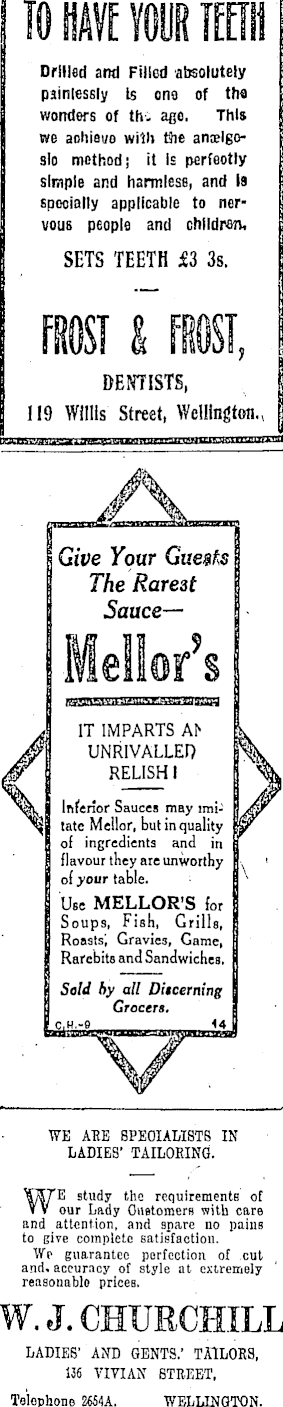 TO HAVE YOUR TEETH
Drilled and Filled absolutely
painlessly is one of the
wonders of the age. This
we achieve with the anælge-
sic method; it is perfectly
simple and harmless, and is
specially applicable to ner-
vous people and children.
SETS TEETH £3 3s.
FROST & FROST,
DENTISTS,
119 Willis Street, Wellington.
Give Your Guests
The Rarest
Sauce—
Mellor's
IT IMPARTS AN
UNRIVALLED
RELISH!
Inferior Sauces may imi-
tate Mellor, but in quality
of ingredients and in
flavour they are unworthy
of your table.
Use MELLOR'S for
Soups, Fish, Grills,
Roasts, Gravies, Game,
Rarebits and Sandwiches.
Sold by all Discerning
Grocers.
C.H.-9 14
WE ARE SPECIALISTS IN
LADIES' TAILORING.
WE study the requirements of
our Lady Customers with care
and attention, and spare no pains
to give complete satisfaction.
We guarantee perfection of cut
and accuracy of style at extremely
reasonable prices.
W. J. CHURCHILL
LADIES' AND GENTS.' TAILORS,
136 VIVIAN STREET,
Telephone 2654A. WELLINGTON.